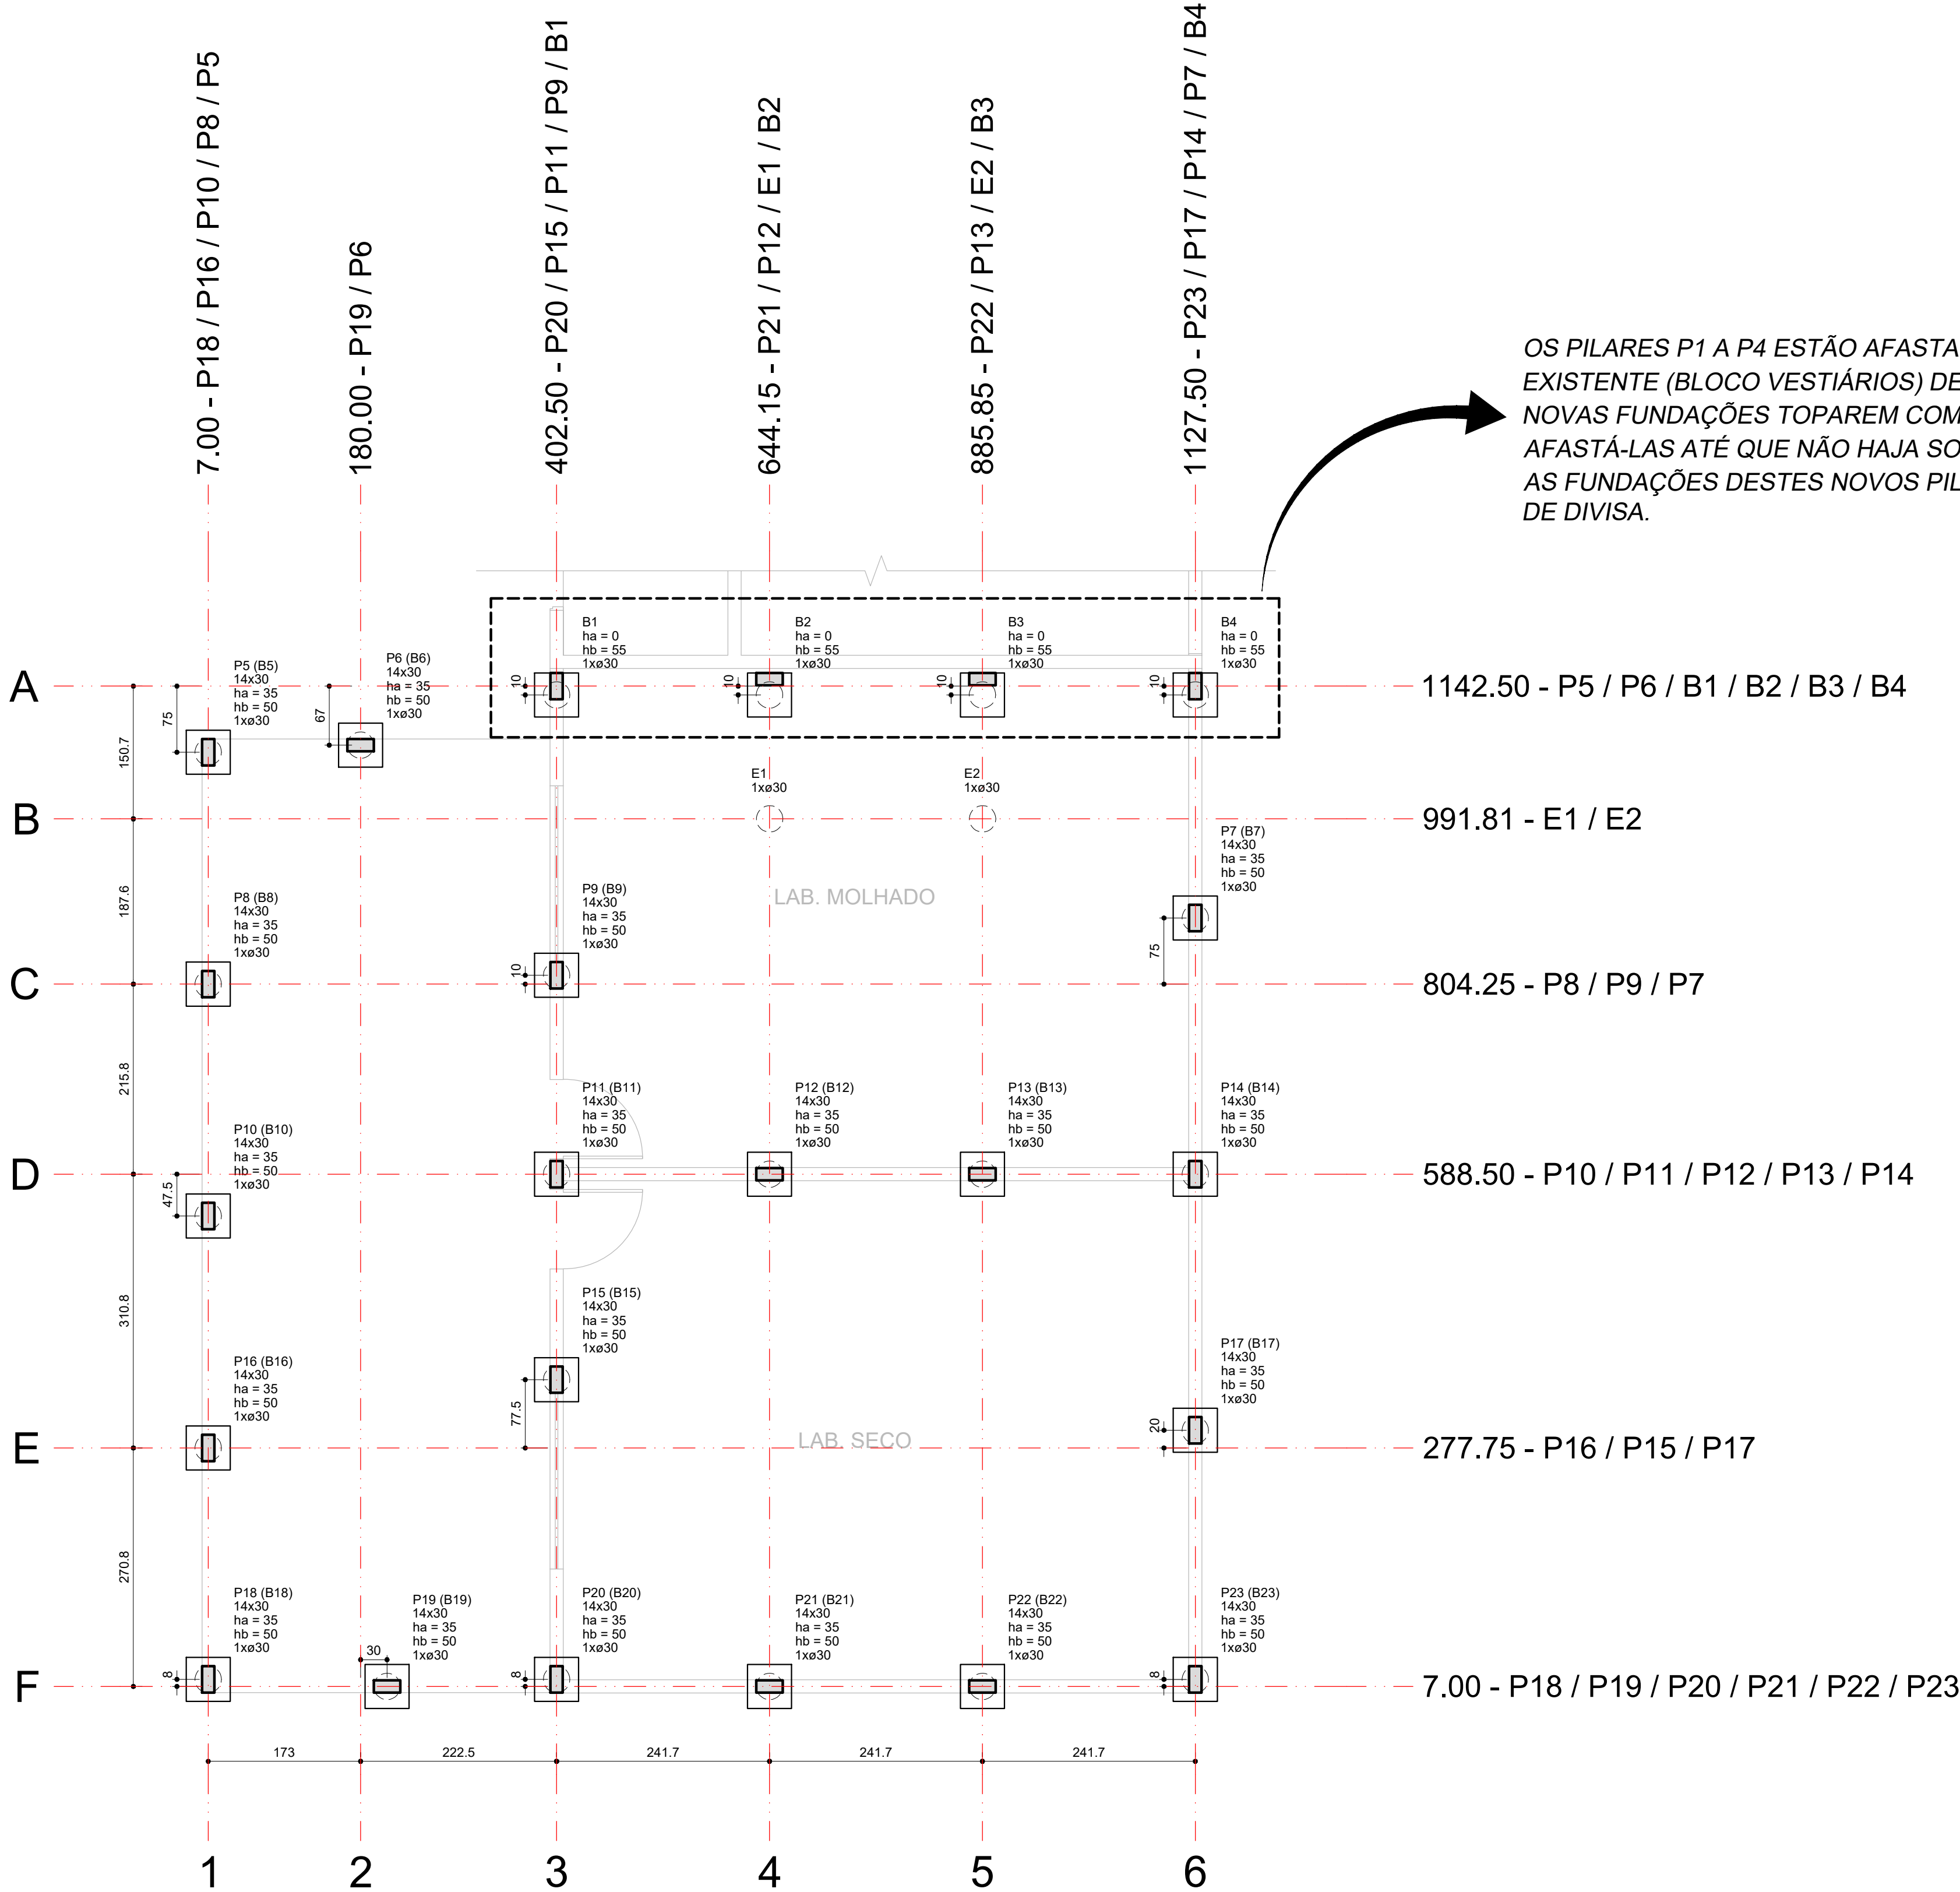 7.00 - P18 / P16 / P10 / P8 / P5
180.00 - P19 / P6
402.50 - P20 / P15 / P11 / P9 / B1
644.15 - P21 / P12 / E1 / B2
885.85 - P22 / P13 / E2 / B3
1127.50 - P23 / P17 / P14 / P7 / B4
OS PILARES P1 A P4 ESTÃO
EXISTENTE (BLOCO VESTIÁRIOS)
NOVAS FUNDAÇÕES TOPAREM
AFASTÁ-LAS ATÉ QUE NÃO HAJA
AS FUNDAÇÕES DESTES NOVOS
DE DIVISA.
B1
ha = 0
hb = 55
1xø30
10
B2
ha = 0
hb = 55
1xø30
10
B3
ha = 0
hb = 55
1xø30
10
B4
ha = 0
hb = 55
1xø30
10
A
1142.50 - P5 / P6 / B1 / B2 / B3 / B4
P5 (B5)
14x30
ha = 35
hb = 50
1xø30
75
P6 (B6)
14x30
ha = 35
hb = 50
1xø30
67
150.7
E1
1xø30
E2
1xø30
B
991.81 - E1 / E2
P7 (B7)
14x30
ha = 35
hb = 50
1xø30
75
187.6
P8 (B8)
14x30
ha = 35
hb = 50
1xø30
P9 (B9)
14x30
ha = 35
hb = 50
1xø30
10
LAB. MOLHADO
C
804.25 - P8 / P9 / P7
215.8
P10 (B10)
14x30
ha = 35
hb = 50
1xø30
47.5
P11 (B11)
14x30
ha = 35
hb = 50
1xø30
P12 (B12)
14x30
ha = 35
hb = 50
1xø30
P13 (B13)
14x30
ha = 35
hb = 50
1xø30
P14 (B14)
14x30
ha = 35
hb = 50
1xø30
D
588.50 - P10 / P11 / P12 / P13 / P14
310.8
P15 (B15)
14x30
ha = 35
hb = 50
1xø30
77.5
P16 (B16)
14x30
ha = 35
hb = 50
1xø30
P17 (B17)
14x30
ha = 35
hb = 50
1xø30
20
LAB. SECO
E
277.75 - P16 / P15 / P17
270.8
P18 (B18)
14x30
ha = 35
hb = 50
1xø30
8
P19 (B19)
14x30
ha = 35
hb = 50
1xø30
30
P20 (B20)
14x30
ha = 35
hb = 50
1xø30
8
P21 (B21)
14x30
ha = 35
hb = 50
1xø30
P22 (B22)
14x30
ha = 35
hb = 50
1xø30
P23 (B23)
14x30
ha = 35
hb = 50
1xø30
8
F
7.00 - P18 / P19 / P20 / P21 / P22 / P23
173
222.5
241.7
241.7
241.7
1
2
3
4
5
6